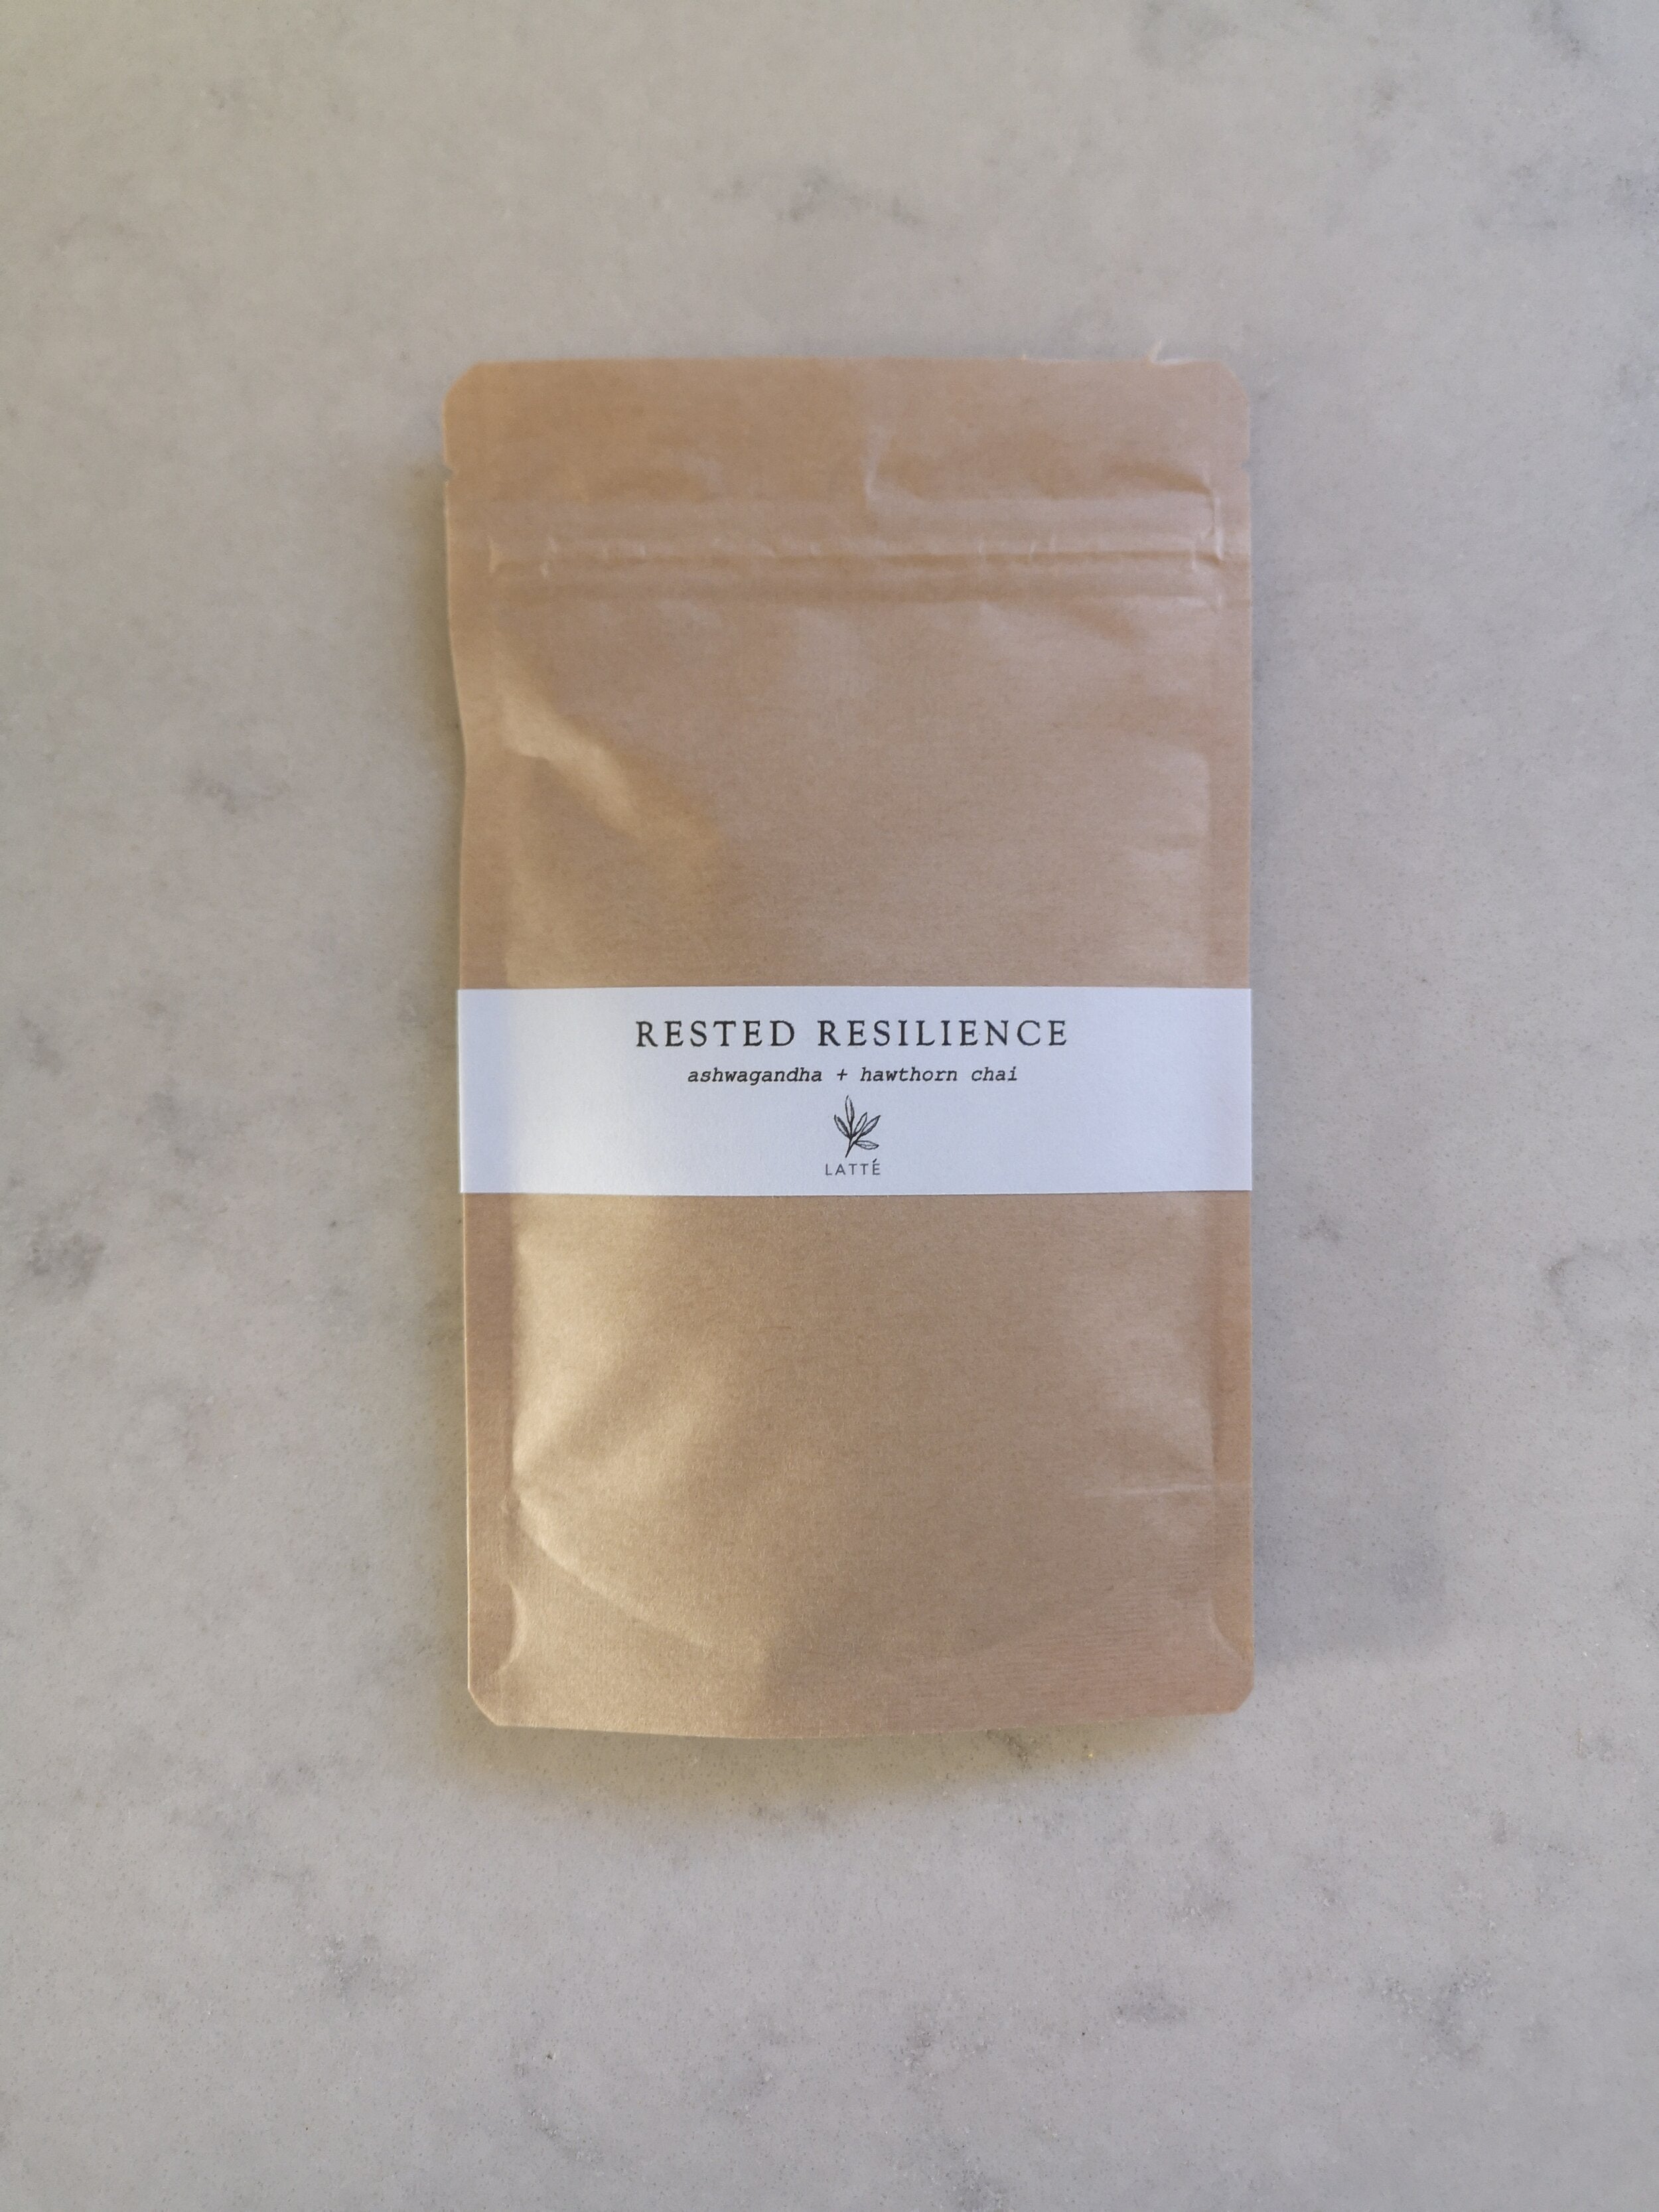 RESTED RESILIENCE
ashwagandha + hawthorn chai
LATTÉ